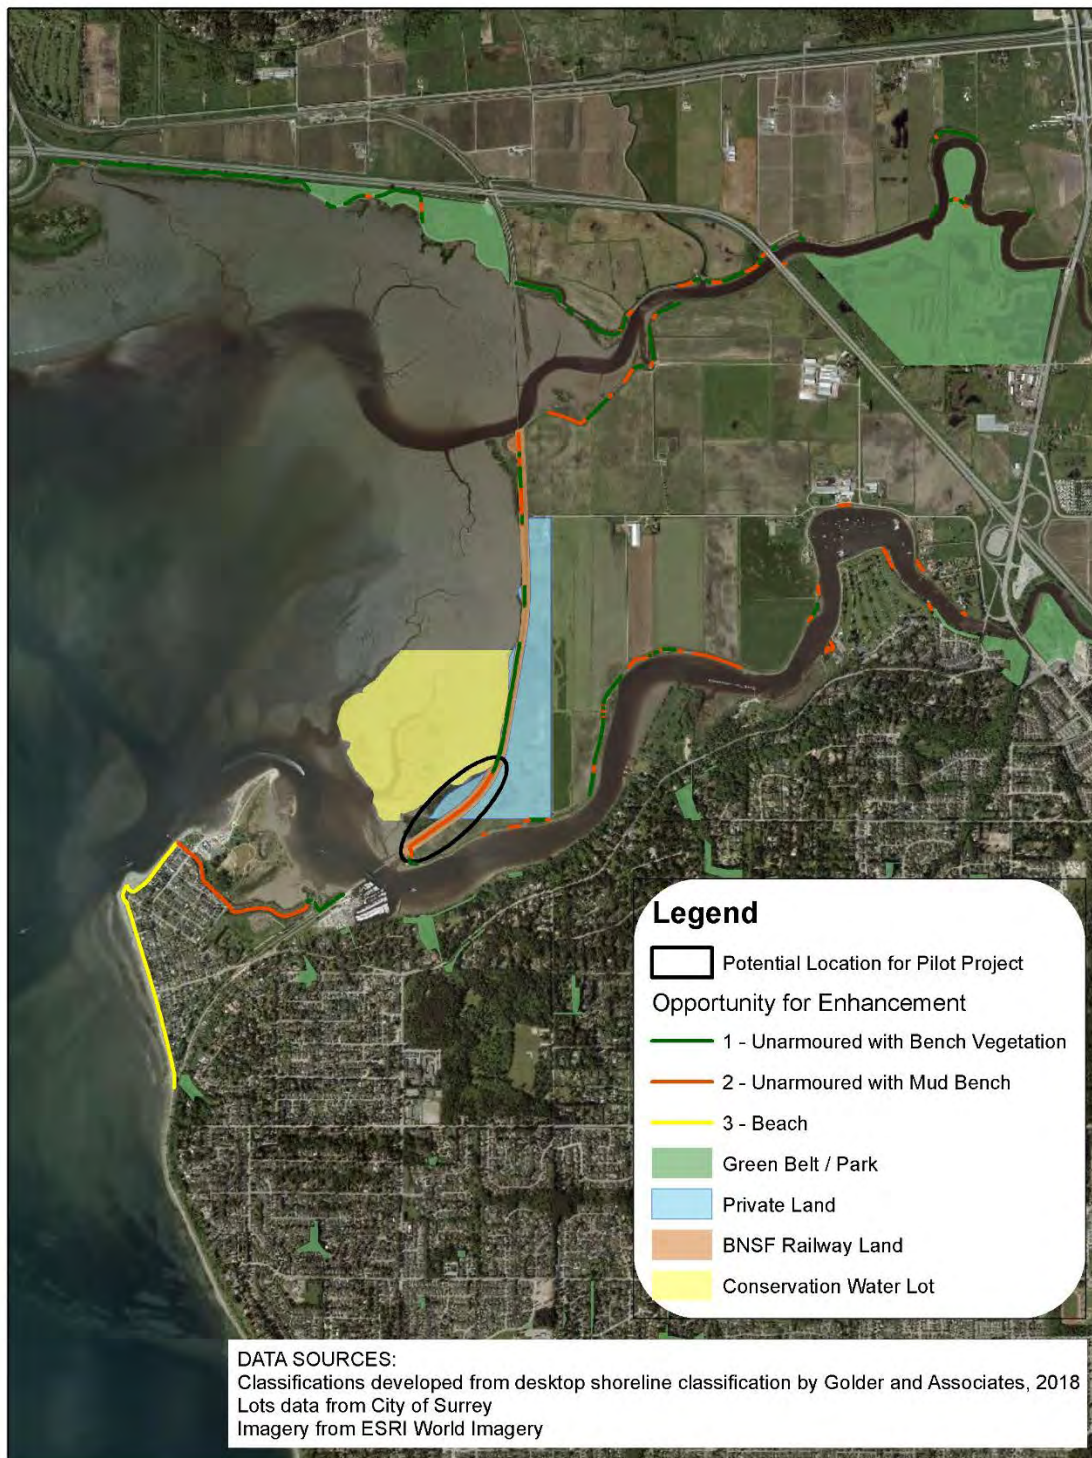 Legend
Potential Location for Pilot Project
Opportunity for Enhancement
1 - Unarmoured with Bench Vegetation
2 - Unarmoured with Mud Bench
3 - Beach
Green Belt / Park
Private Land
BNSF Railway Land
Conservation Water Lot
DATA SOURCES:
Classifications developed from desktop shoreline classification by Golder and Associates, 2018
Lots data from City of Surrey
Imagery from ESRI World Imagery